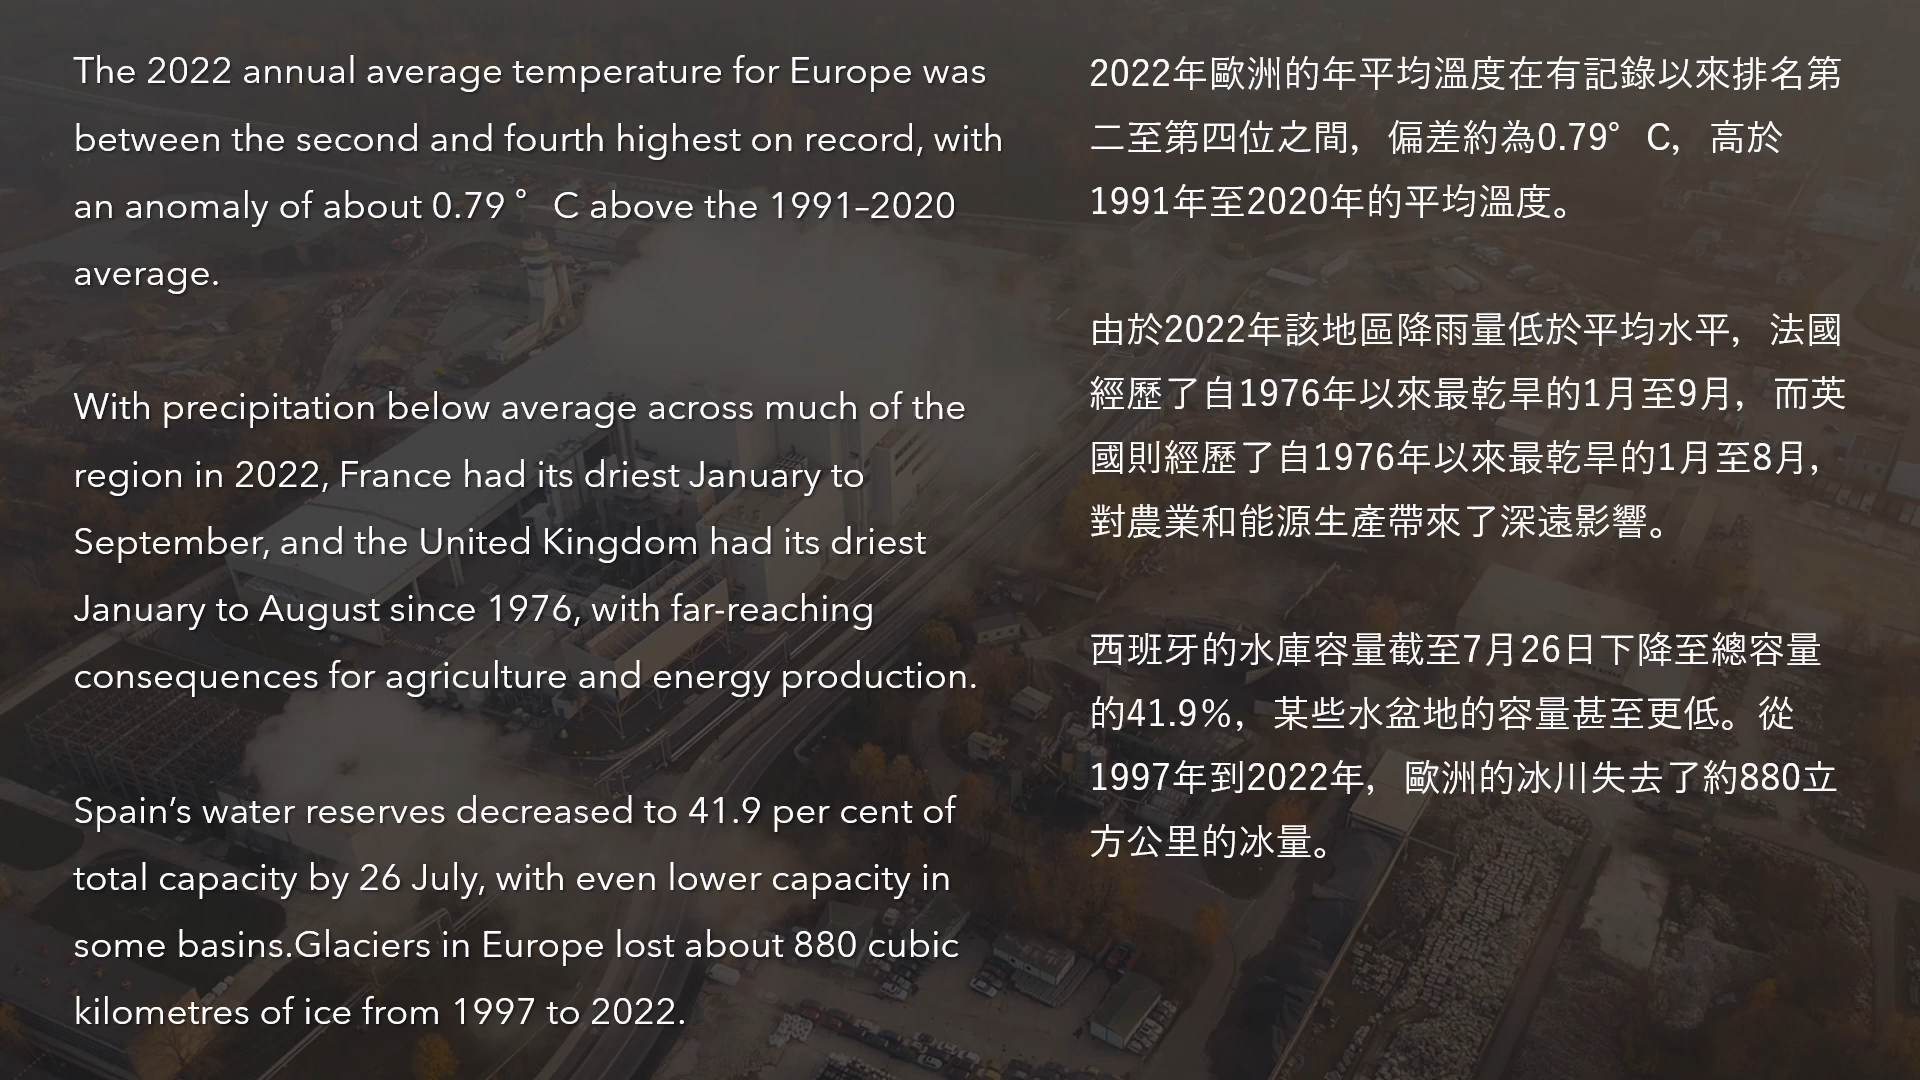 The 2022 annual average temperature for Europe was
between the second and fourth highest on record, with
an anomaly of about 0.79 ° C above the 1991–2020
average.
With precipitation below average across much of the
region in 2022, France had its driest January to
September, and the United Kingdom had its driest
January to August since 1976, with far-reaching
consequences for agriculture and energy production.
Spain’s water reserves decreased to 41.9 per cent of
total capacity by 26 July, with even lower capacity in
some basins.Glaciers in Europe lost about 880 cubic
kilometres of ice from 1997 to 2022.
2022年歐洲的年平均溫度在有記錄以來排名第
二至第四位之間，偏差約為0.79°C，高於
1991年至2020年的平均溫度。
由於2022年該地區降雨量低於平均水平，法國
經歷了自1976年以來最乾旱的1月至9月，而英
國則經歷了自1976年以來最乾旱的1月至8月，
對農業和能源生產帶來了深遠影響。
西班牙的水庫容量截至7月26日下降至總容量
的41.9%，某些水盆地的容量甚至更低。從
1997年到2022年，歐洲的冰川失去了約880立
方公里的冰量。